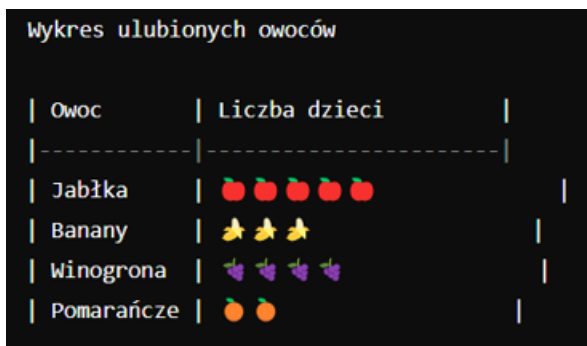 Wykres ulubionych owoców
| Owoc | Liczba dzieci |
|------------|-----------------------|
| Jabłka | 🍎🍎🍎🍎🍎 |
| Banany | 🍌🍌🍌 |
| Winogrona | 🍇🍇🍇🍇 |
| Pomarańcze | 🍊🍊 |